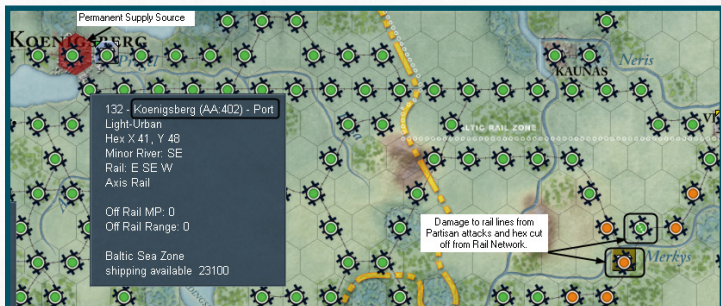 Permanent Supply Source
KOENIGSBERG
Neris
KAUNAS
132 - Koenigsberg (AA:402) - Port
Light-Urban
Hex X 41, Y 48
Minor River: SE
Rail: E SE W
Axis Rail
Off Rail MP: 0
Off Rail Range: 0
Baltic Sea Zone
shipping available 23100
BALTIC RAIL ZONE
Damage to rail lines from
Partisan attacks and hex cut
off from Rail Network.
Merkys